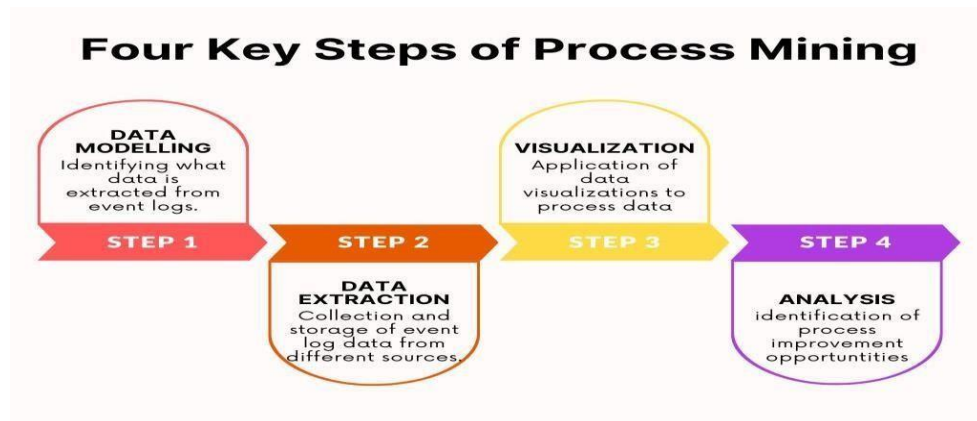 Four Key Steps of Process Mining
DATA
MODELLING
Identifying what
data is
extracted from
event logs.
STEP 1
STEP 2
DATA
EXTRACTION
Collection and
storage of event
log data from
different sources.
VISUALIZATION
Application of
data
visualizations to
process data
STEP 3
STEP 4
ANALYSIS
identification of
process
improvement
opportuntities